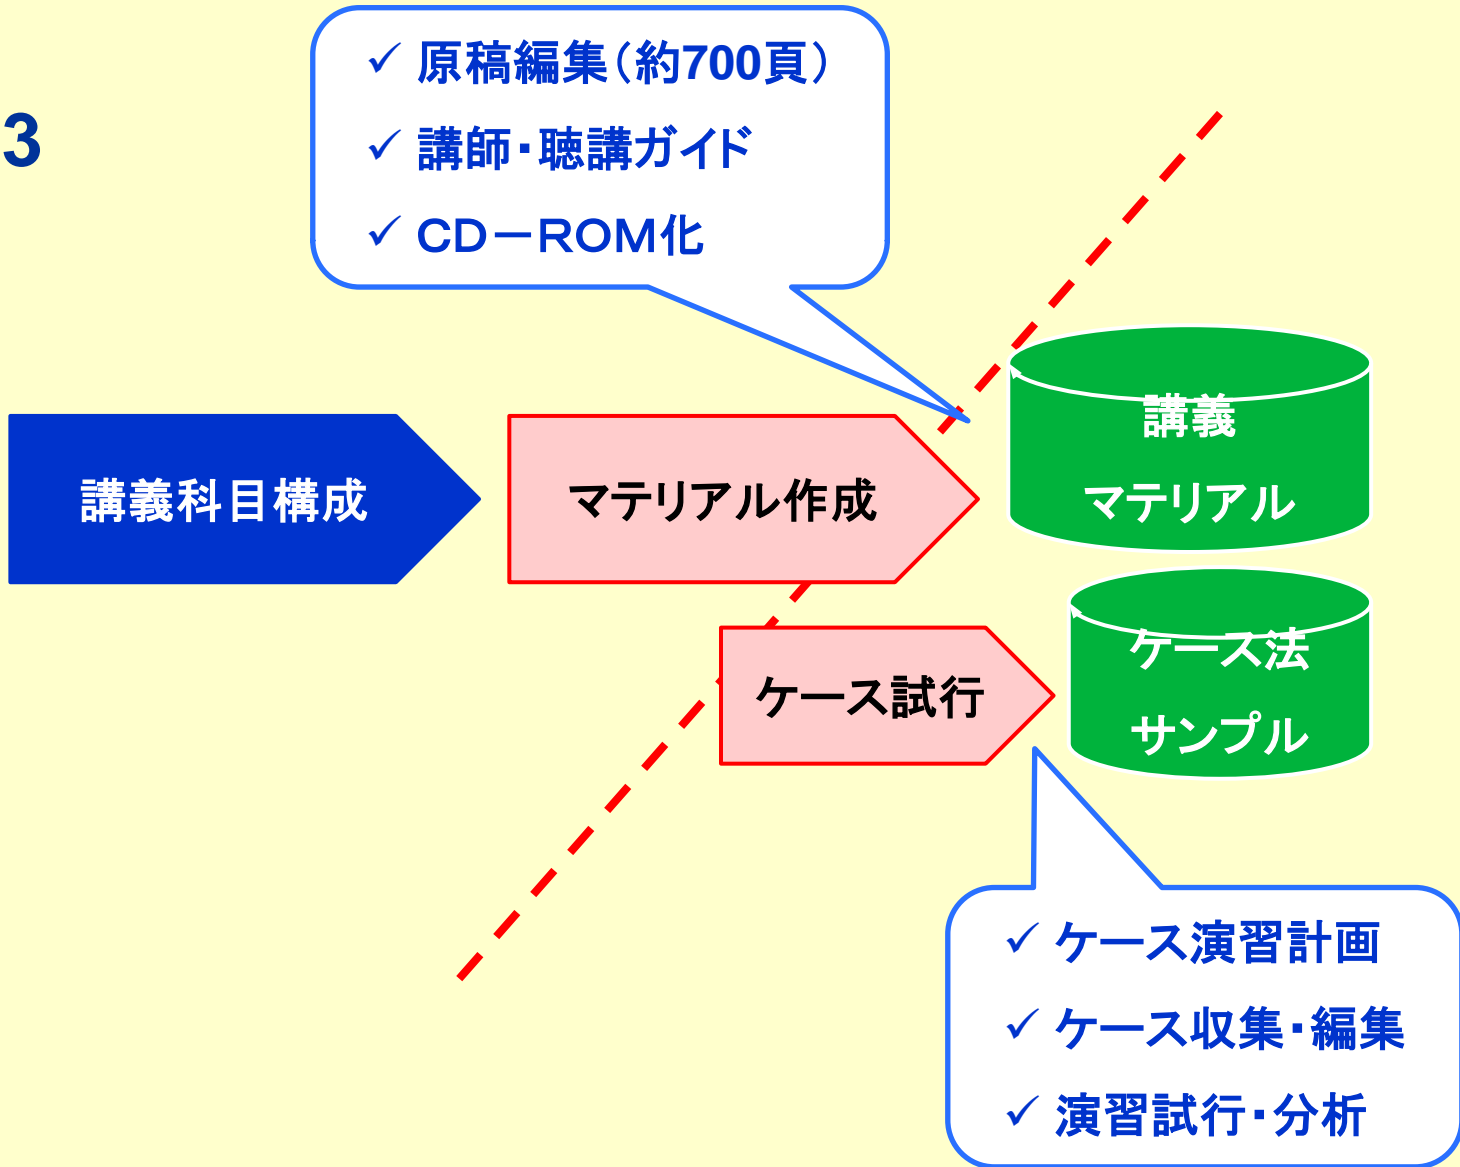 ✓ 原稿編集（約700頁）
✓ 講師・聴講ガイド
✓ ＣＤ－ＲＯＭ化
3
講義
マテリアル
講義科目構成
マテリアル作成
ケース法
サンプル
ケース試行
✓ ケース演習計画
✓ ケース収集・編集
✓ 演習試行・分析